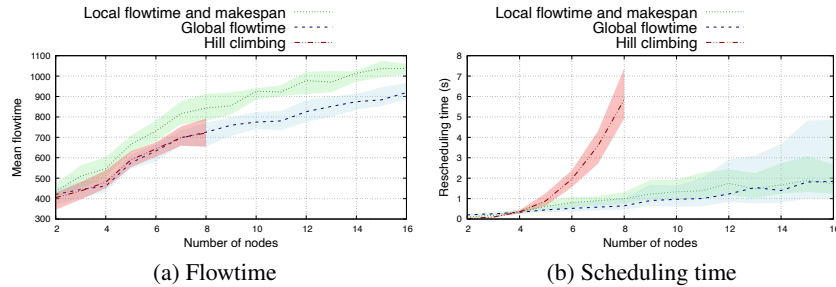 Local flowtime and makespan
Global flowtime
Hill climbing
1100
1000
900
800
700
600
500
400
300
Mean flowtime
2 4 6 8 10 12 14 16
Number of nodes
(a) Flowtime
Local flowtime and makespan
Global flowtime
Hill climbing
8
7
6
5
4
3
2
1
0
Rescheduling time (s)
2 4 6 8 10 12 14 16
Number of nodes
(b) Scheduling time